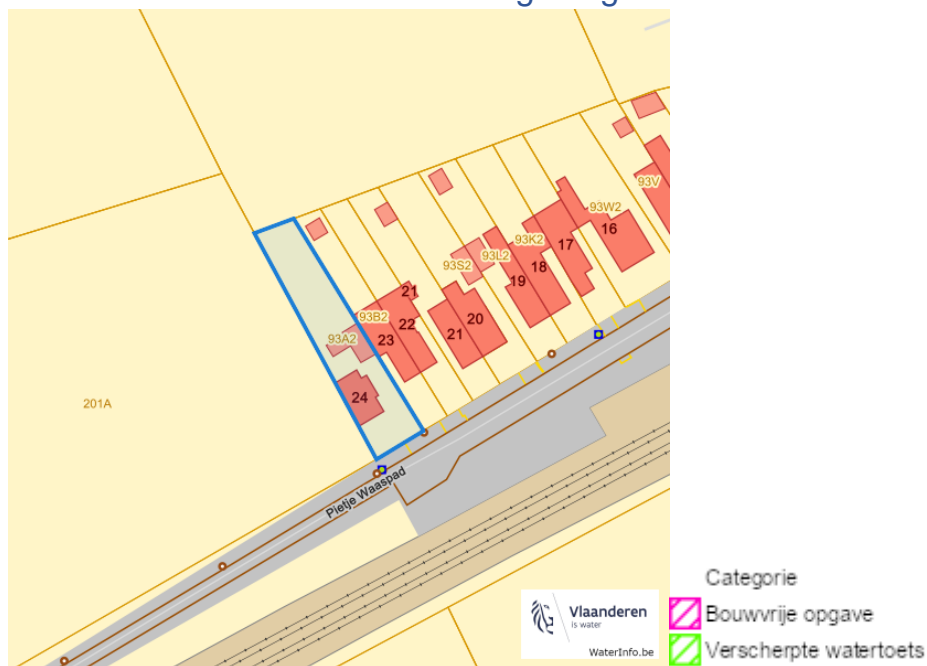 93V
93W2
16
93K2
17
93L2
18
93S2
19
21
93B2
20
22
21
93A2
23
24
201A
Pietje Waaspad
Vlaanderen
is water
WaterInfo.be
Categorie
Bouwvrije opgave
Verscherpte watertoets